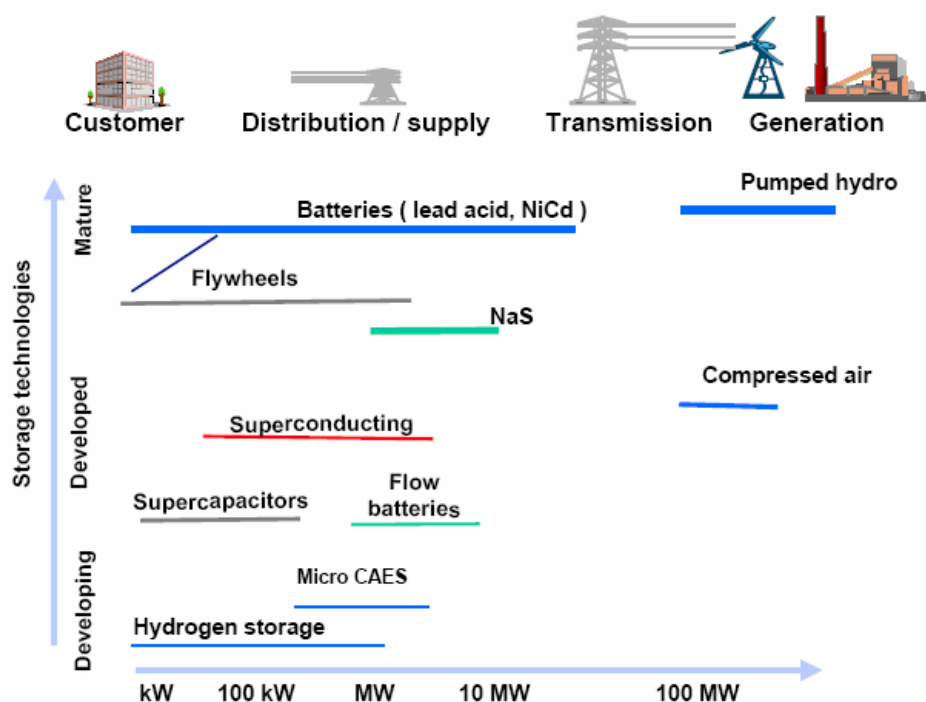 Customer
Distribution / supply
Transmission
Generation
Storage technologies
Mature
Developed
Developing
Pumped hydro
Batteries ( lead acid, NiCd )
Flywheels
NaS
Compressed air
Superconducting
Supercapacitors
Flow
batteries
Micro CAES
Hydrogen storage
kW
100 kW
MW
10 MW
100 MW